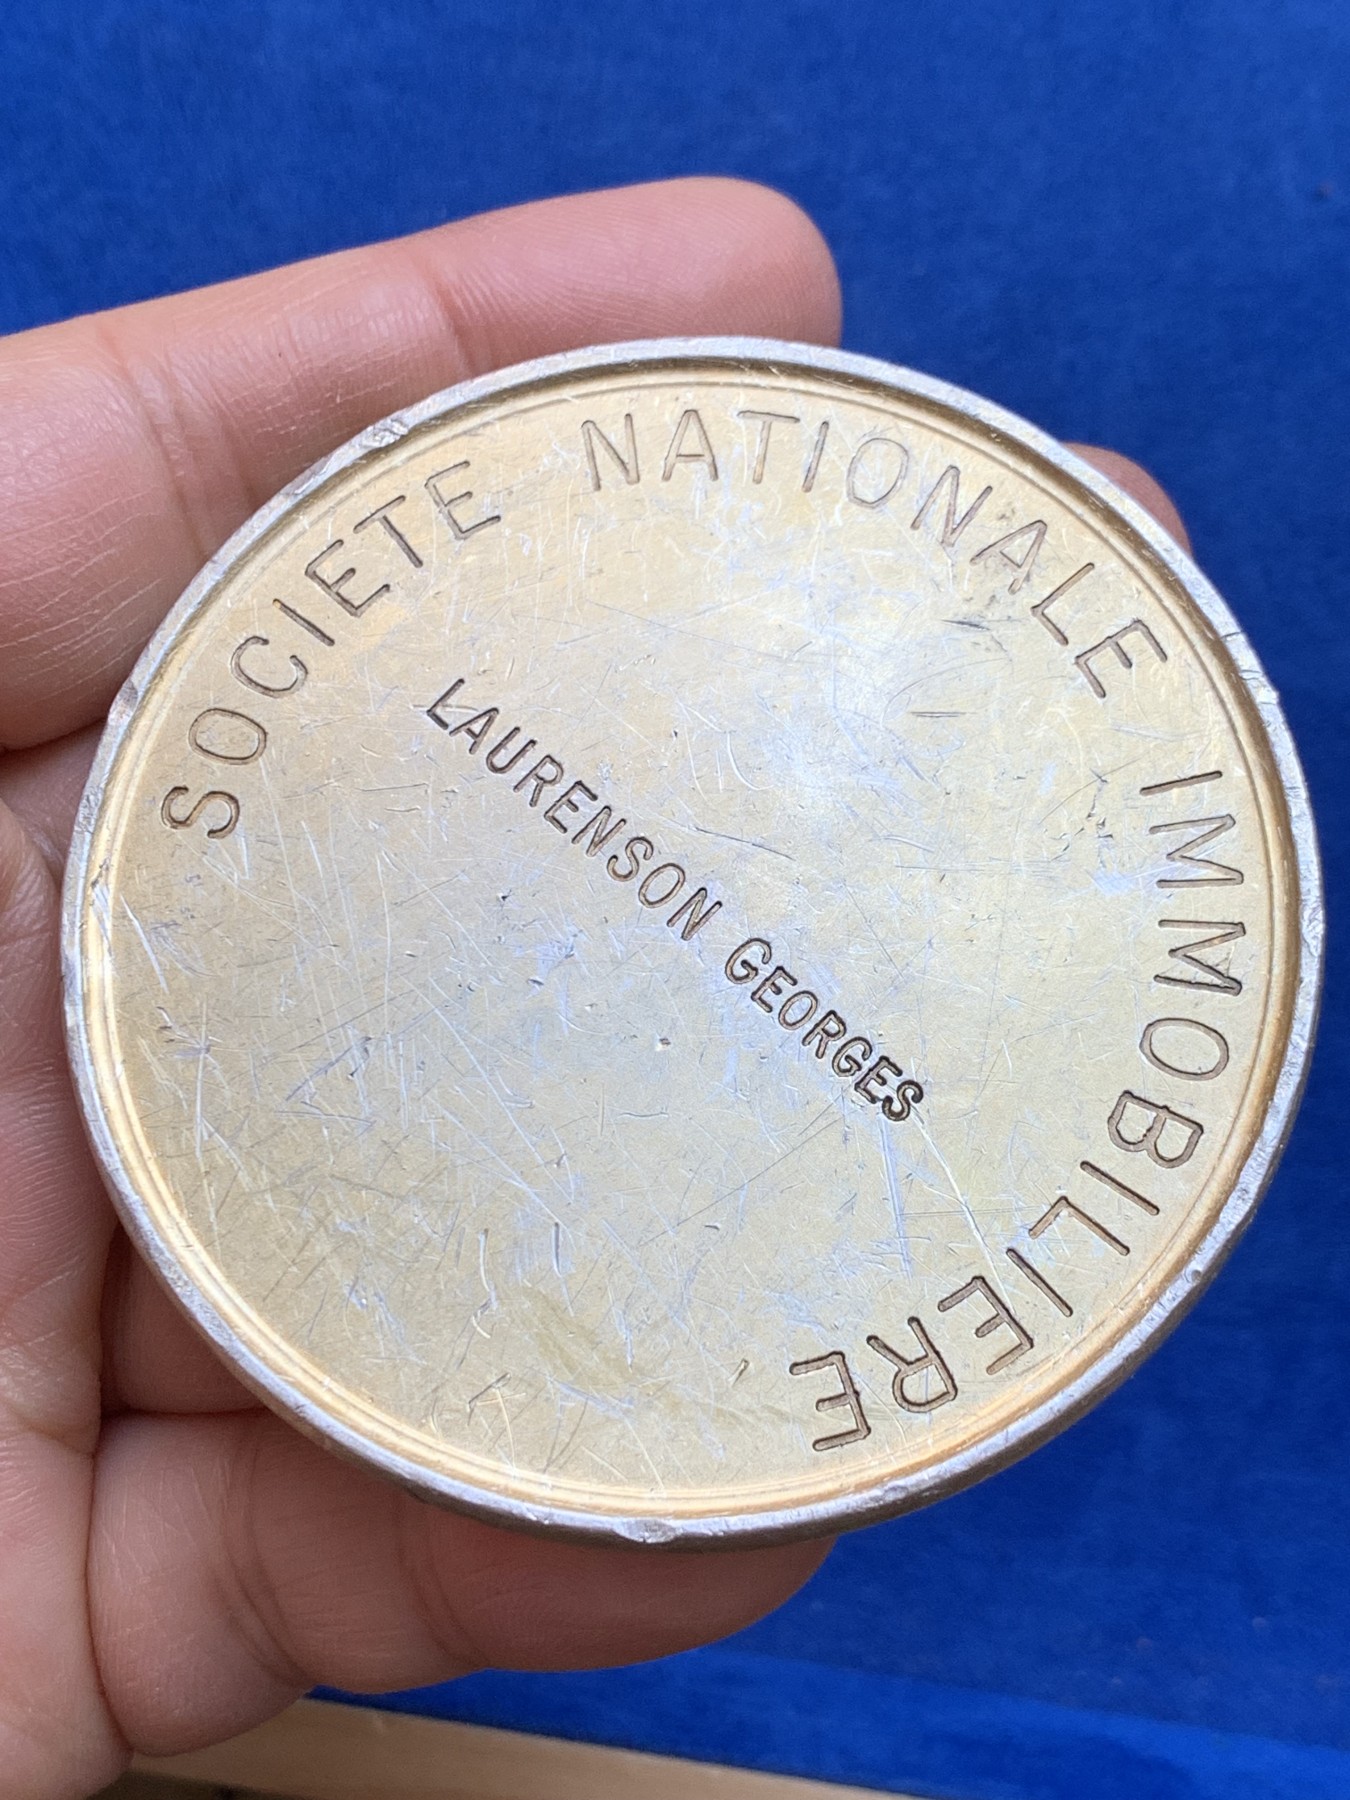 SOCIETE NATIONALE IMMOBILIERE
LAURENSON GEORGES